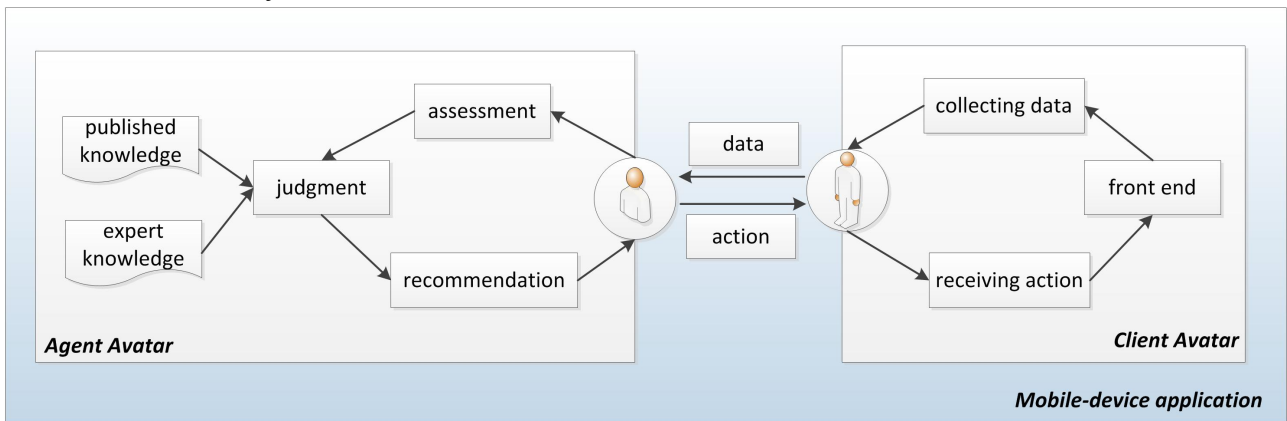 published
knowledge
expert
knowledge
judgment
assessment
recommendation
Agent Avatar
data
action
collecting data
front end
receiving action
Client Avatar
Mobile-device application